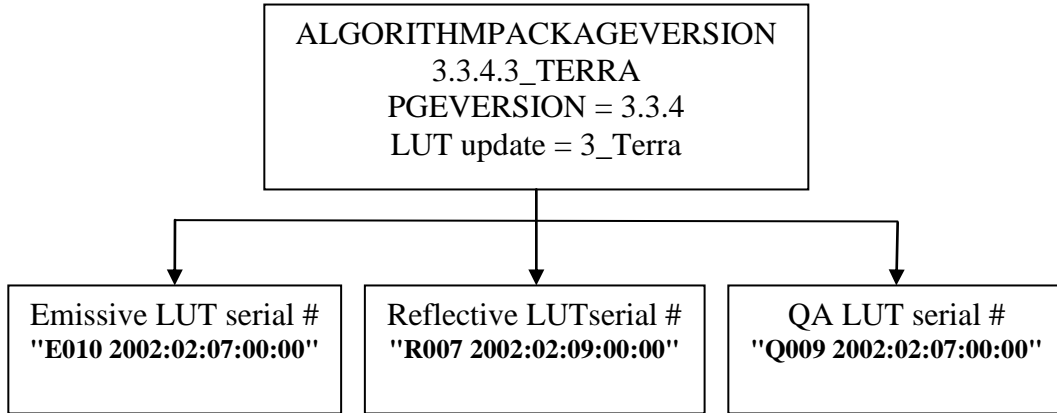 ALGORITHMPACKAGEVERSION
3.3.4.3_TERRA
PGEVERSION = 3.3.4
LUT update = 3_Terra
Emissive LUT serial #
"E010 2002:02:07:00:00"
Reflective LUTserial #
"R007 2002:02:09:00:00"
QA LUT serial #
"Q009 2002:02:07:00:00"